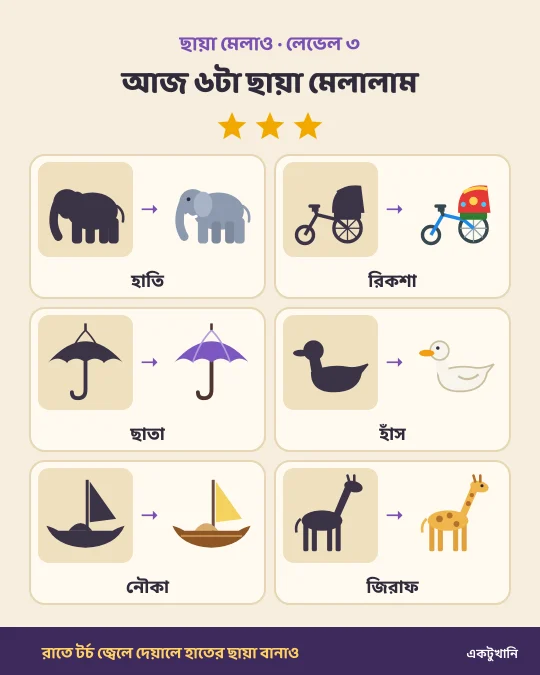 ছায়া মেলাও · লেভেল ৩
আজ ৬টা ছায়া মেলালাম
হাতি
রিকশা
ছাতা
হাঁস
নৌকা
জিরাফ
রাতে টর্চ জ্বেলে দেয়ালে হাতের ছায়া বানাও
একটুখানি